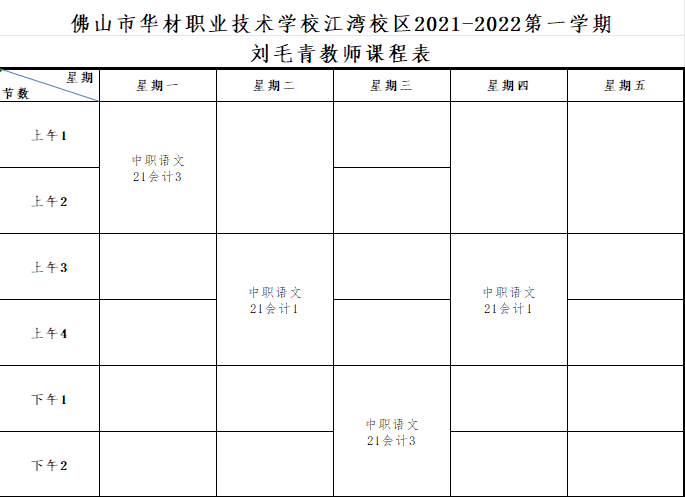 佛山市华材职业技术学校江湾校区2021-2022第一学期
刘毛青教师课程表
星期
节数
星期一 星期二 星期三 星期四 星期五
上午1
中职语文
21会计3
上午2
上午3
中职语文 中职语文
21会计1 21会计1
上午4
下午1
中职语文
21会计3
下午2